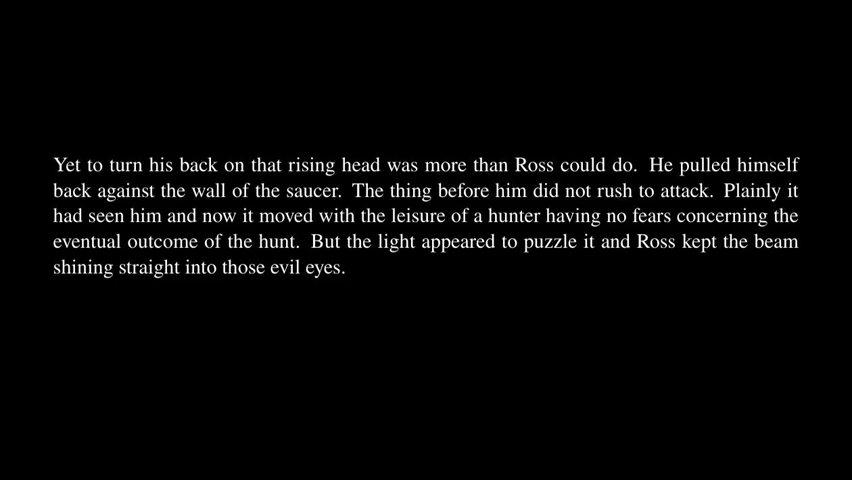 Yet to turn his back on that rising head was more than Ross could do. He pulled himself
back against the wall of the saucer. The thing before him did not rush to attack. Plainly it
had seen him and now it moved with the leisure of a hunter having no fears concerning the
eventual outcome of the hunt. But the light appeared to puzzle it and Ross kept the beam
shining straight into those evil eyes.